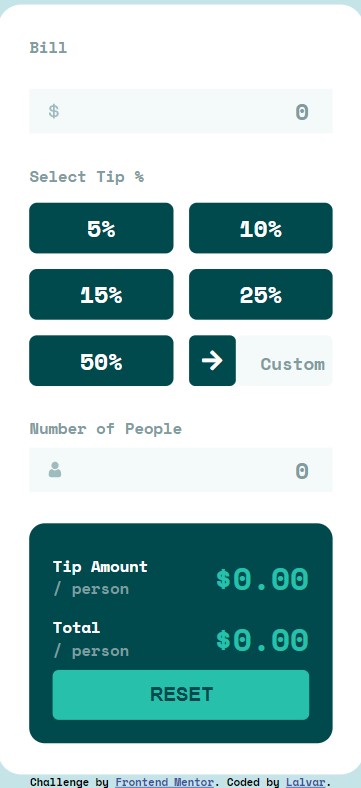 Bill
$ 0
Select Tip %
5% 10%
15% 25%
50% Custom
Number of People
0
Tip Amount
/ person $0.00
Total
/ person $0.00
RESET
Challenge by Frontend Mentor. Coded by Lalvar.